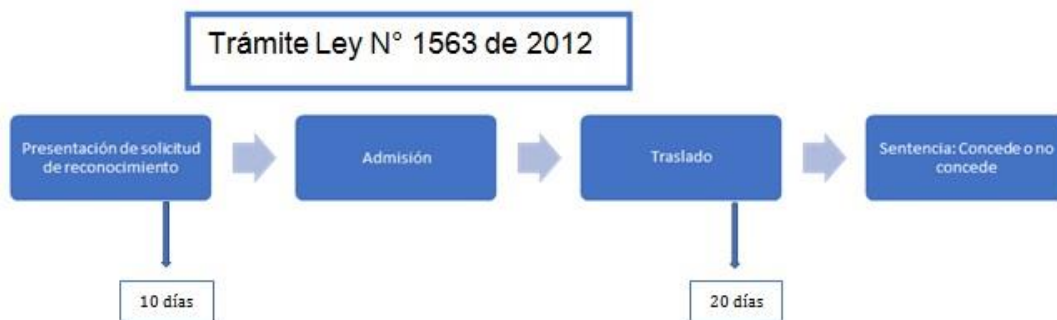 Trámite Ley N° 1563 de 2012
Presentación de solicitud
de reconocimiento
Admisión
Traslado
Sentencia: Concede o no
concede
10 días
20 días